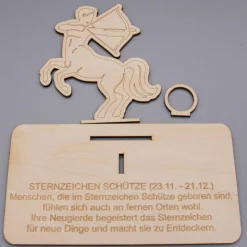 STERNZEICHEN SCHÜTZE (23.11. - 21.12.)
Menschen, die im Sternzeichen Schütze geboren sind,
fühlen sich auch an fernen Orten wohl.
Ihre Neugierde begeistert das Sternzeichen
für neue Dinge und macht sie zu Entdeckern.